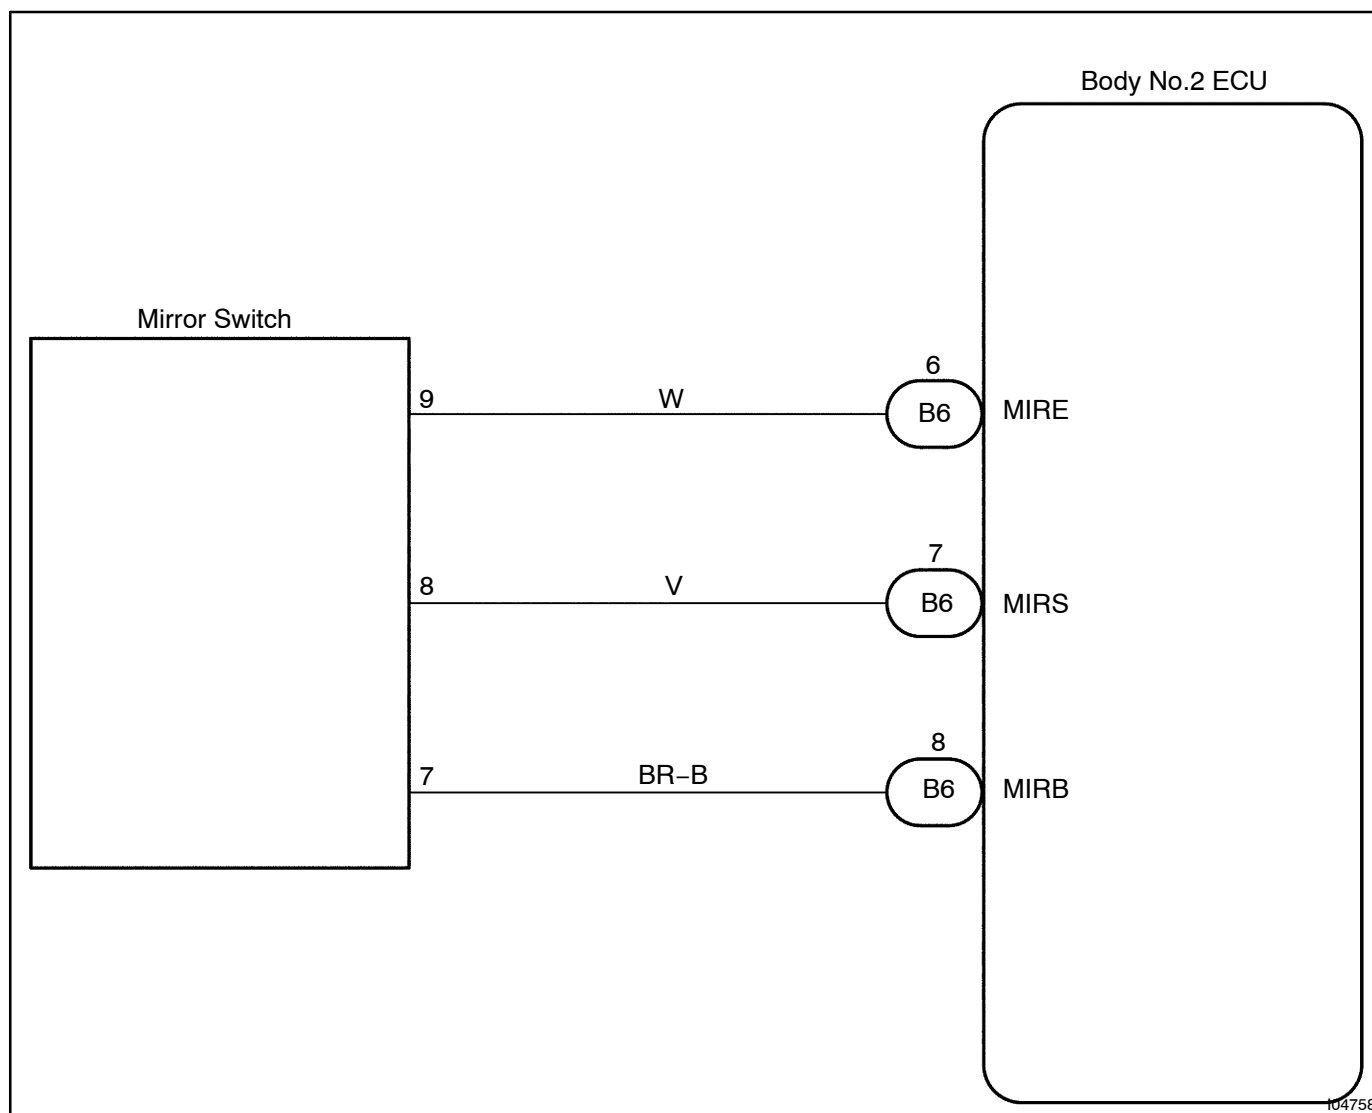 Body No.2 ECU
Mirror Switch
9 W 6 B6 MIRE
8 V 7 B6 MIRS
7 BR−B 8 B6 MIRB
I04758